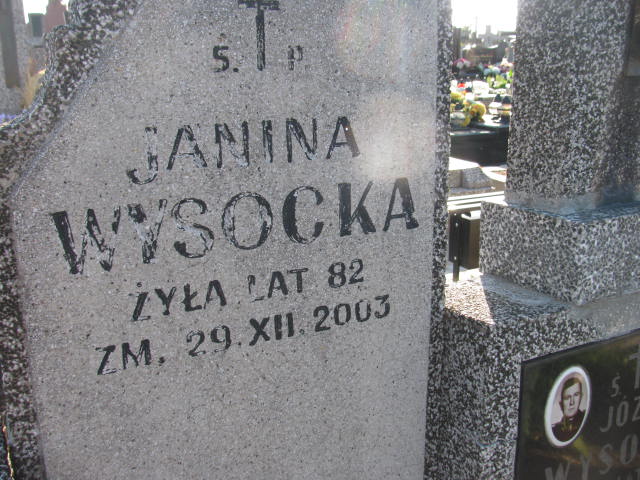 Ś. P.
JANINA
WYSOCKA
ŻYŁA LAT 82
ZM. 29.XII.2003
Ś